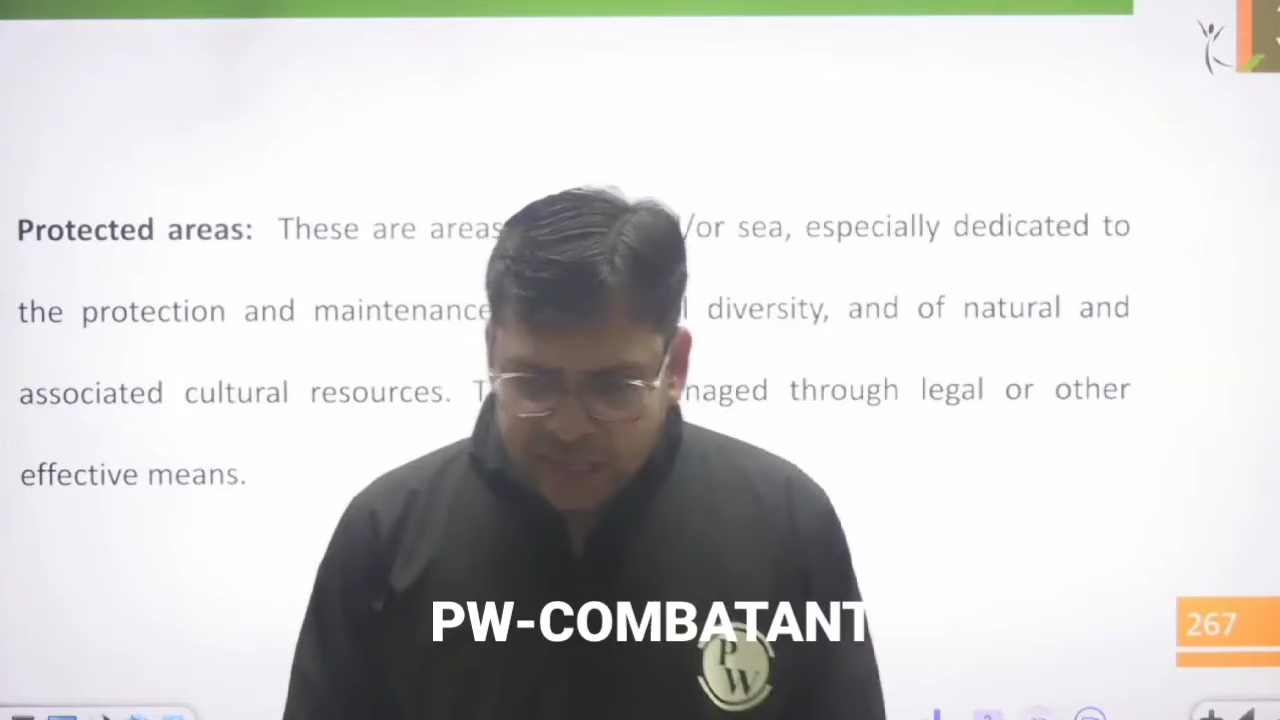 Protected areas: These are areas /or sea, especially dedicated to
the protection and maintenance diversity, and of natural and
associated cultural resources. through legal or other
effective means.
PW-COMBATANT
P
W
267